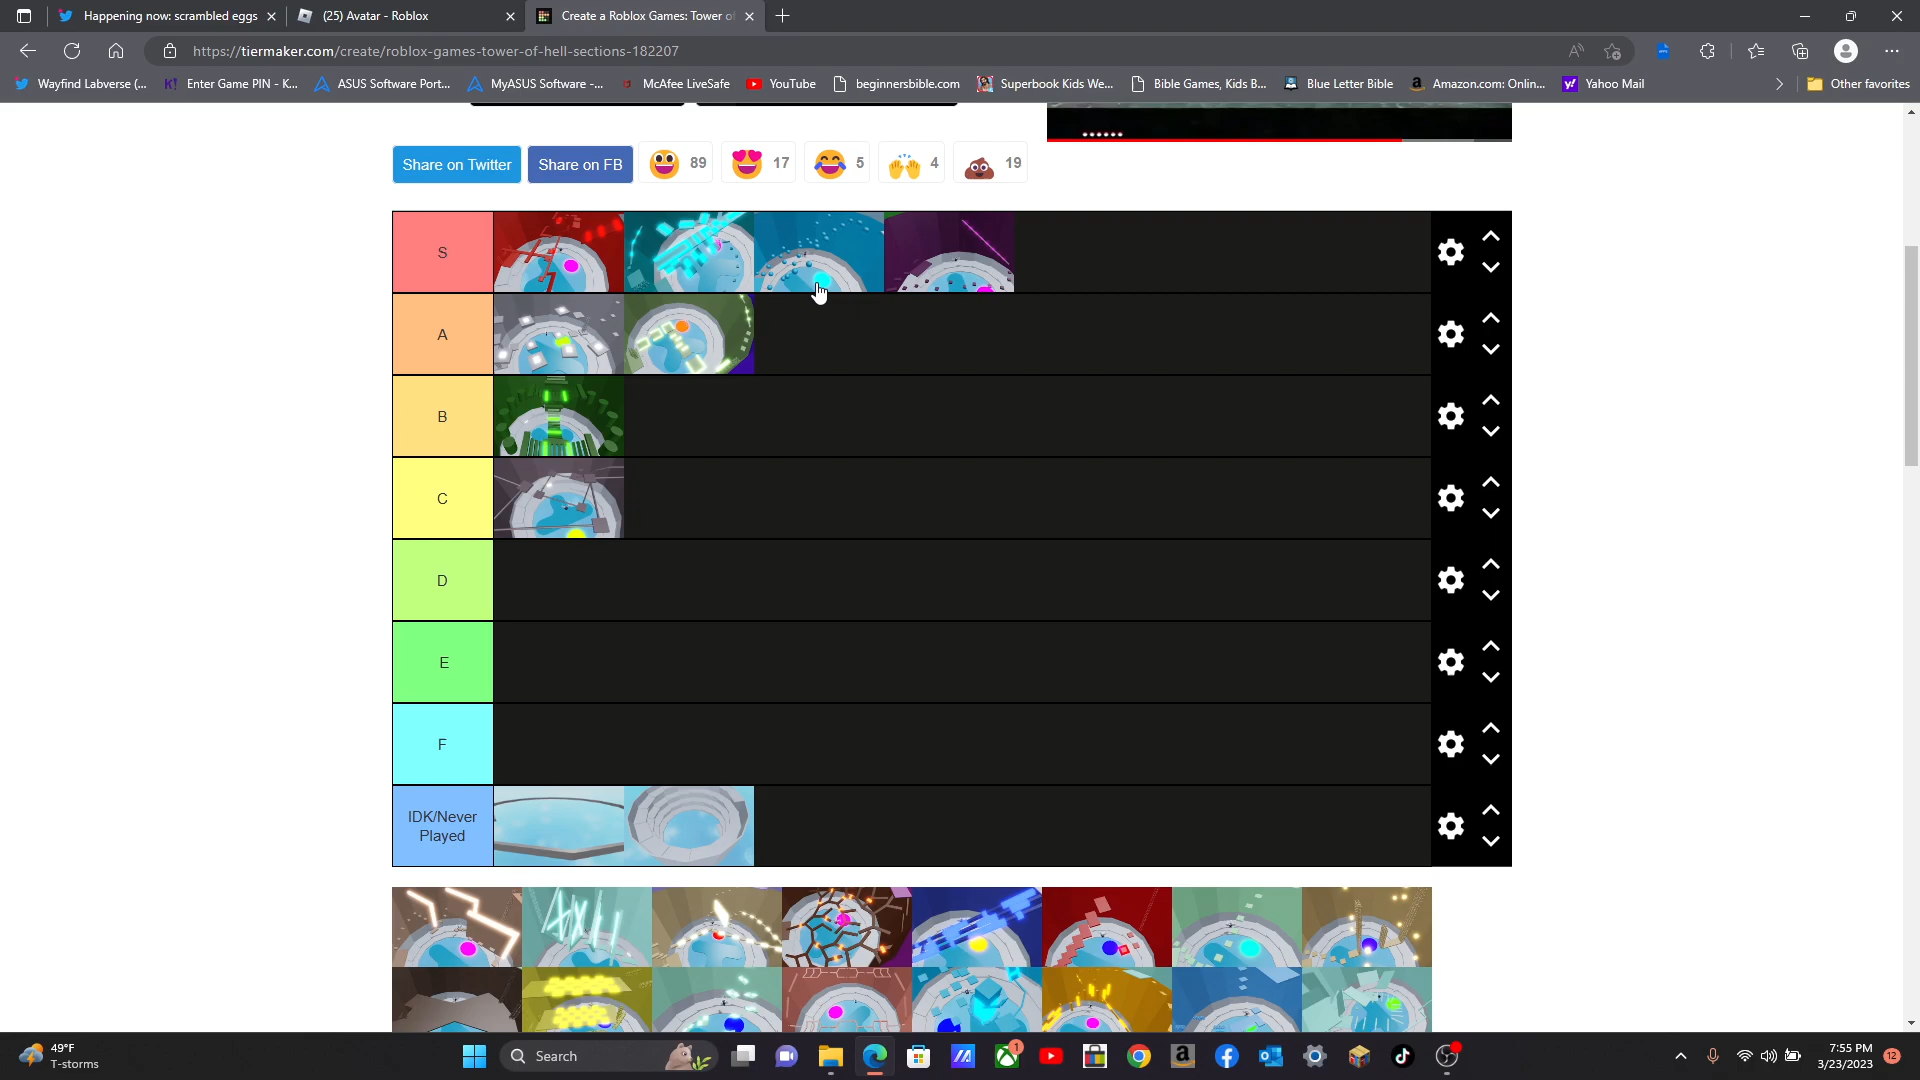 Happening now: scrambled eggs
(25) Avatar - Roblox
Create a Roblox Games: Tower of
https://tiermaker.com/create/roblox-games-tower-of-hell-sections-182207
Wayfind Labverse (...
Enter Game PIN - K...
ASUS Software Port...
MyASUS Software -...
McAfee LiveSafe
YouTube
beginnersbible.com
Superbook Kids We...
Bible Games, Kids B...
Blue Letter Bible
Amazon.com: Onlin...
Yahoo Mail
Other favorites
Share on Twitter
Share on FB
89
17
5
4
19
S
A
B
C
D
E
F
IDK/Never
Played
49°F
T-storms
Search
1
7:55 PM
3/23/2023
12